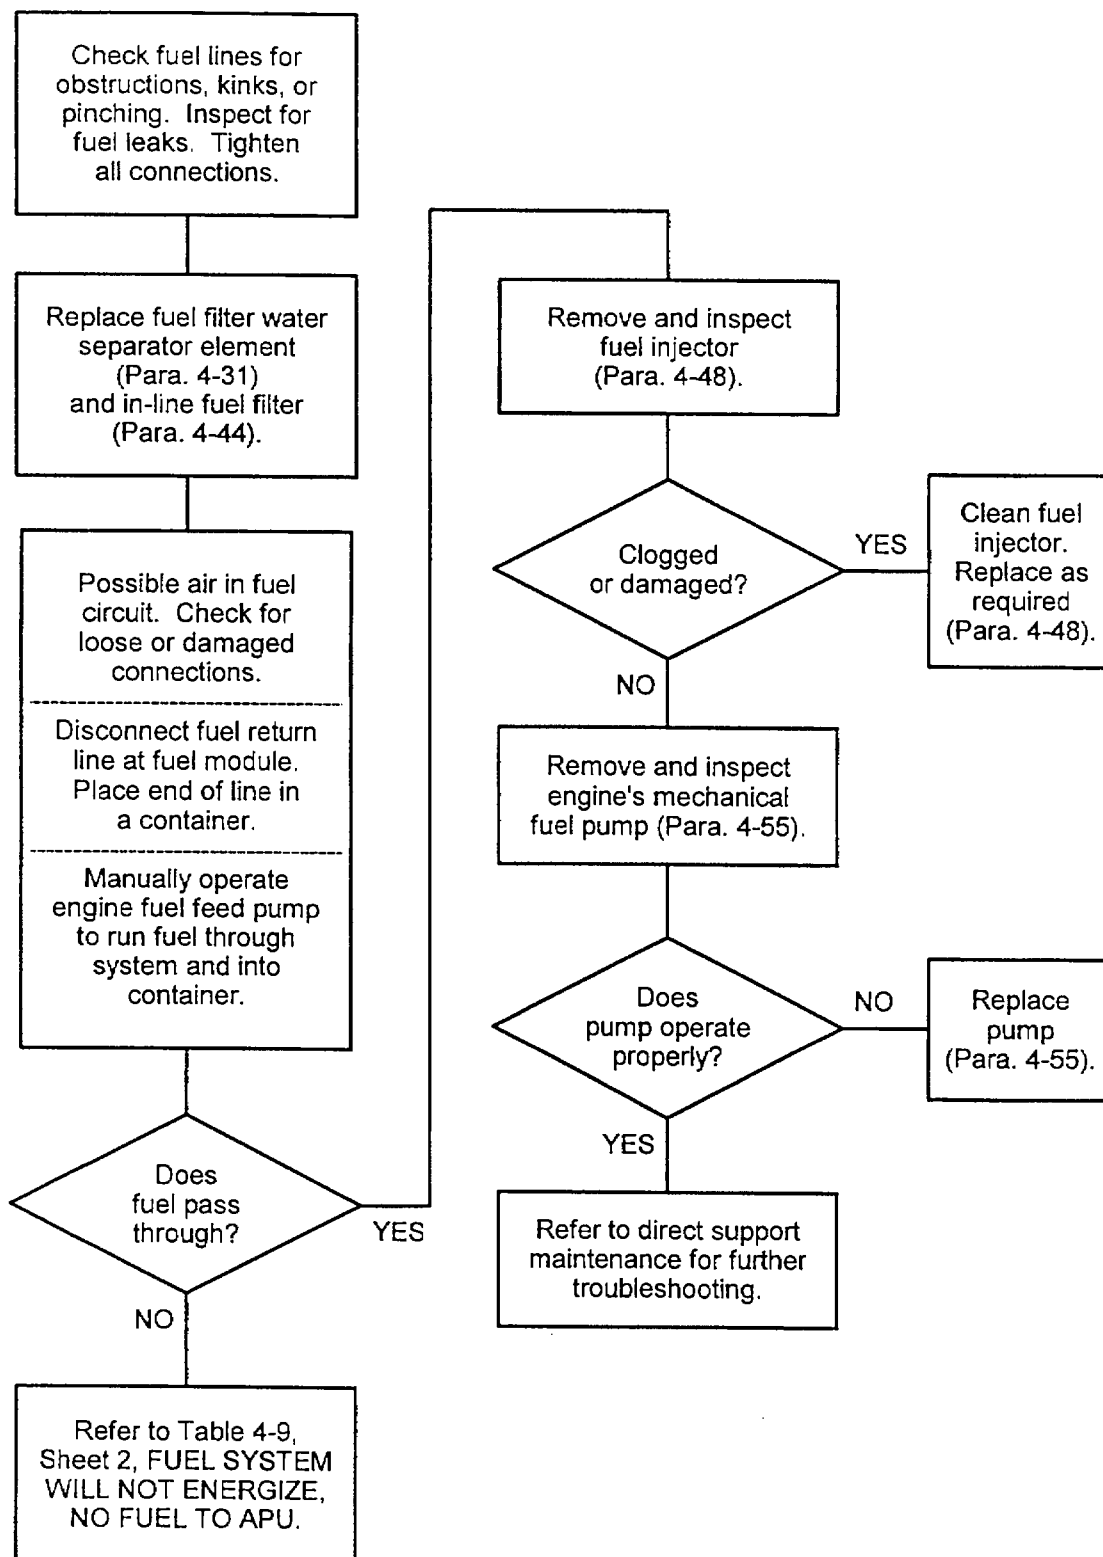 Check fuel lines for
obstructions, kinks, or
pinching. Inspect for
fuel leaks. Tighten
all connections.
Replace fuel filter water
separator element
(Para. 4-31)
and in-line fuel filter
(Para. 4-44).
Possible air in fuel
circuit. Check for
loose or damaged
connections.
Disconnect fuel return
line at fuel module.
Place end of line in
a container.
Manually operate
engine fuel feed pump
to run fuel through
system and into
container.
Does
fuel pass
through?
YES
NO
Refer to Table 4-9,
Sheet 2, FUEL SYSTEM
WILL NOT ENERGIZE,
NO FUEL TO APU.
Remove and inspect
fuel injector
(Para. 4-48).
Clogged
or damaged?
YES
Clean fuel
injector.
Replace as
required
(Para. 4-48).
NO
Remove and inspect
engine's mechanical
fuel pump (Para. 4-55).
Does
pump operate
properly?
NO
Replace
pump
(Para. 4-55).
YES
Refer to direct support
maintenance for further
troubleshooting.